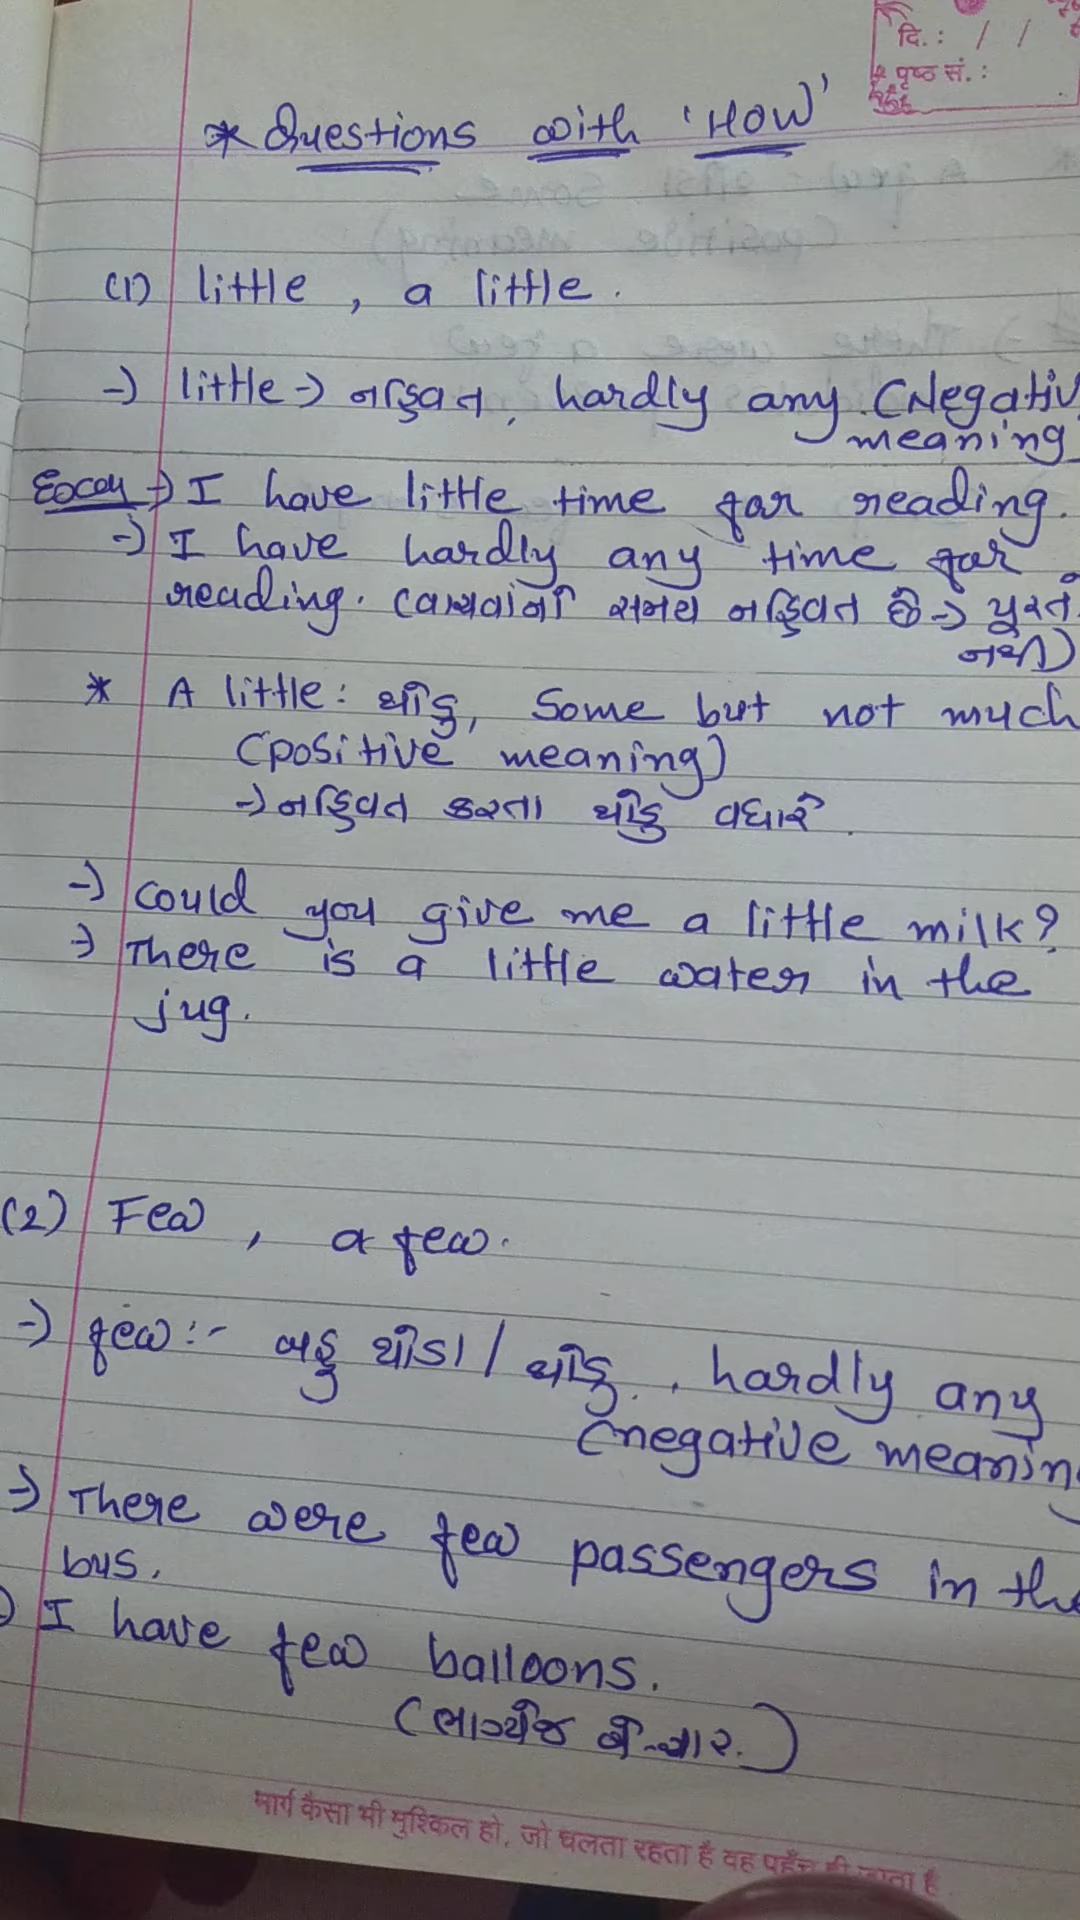 दि.: / /
पृष्ठ सं.:
* Questions with 'HOW'
(1) little, a little.
→ little → નહિવત, hardly any. (Negativ
meaning
→ I have little time for reading.
→ I have hardly any time for
reading. (વાચવાંનો સમય નહિવત છે → પૂરતો
નથી)
* A little: થોડુ, Some but not much
(positive meaning)
→ નહિવત કરતા થોડુ વધારે.
→ Could you give me a little milk?
→ There is a little water in the
jug.
(2) Few, a few.
→ few :- બહુ થોડા / થોડુ, hardly any
(negative meaning
→ There were few passengers in the
bus.
I have few balloons.
(ભાગ્યેજ બે-ચાર.)
मार्ग कैसा भी मुश्किल हो, जो चलता रहता है वह पहुँच ही जाता है